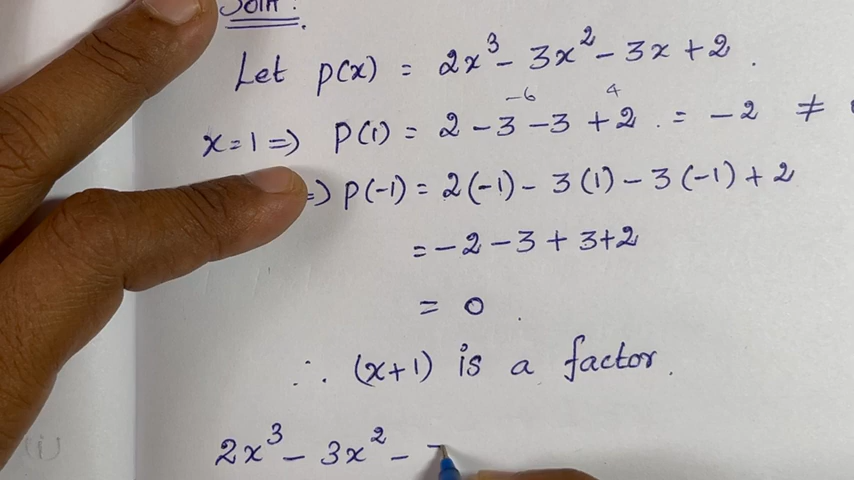 Soln:
Let p(x) = 2x³ - 3x² - 3x + 2 .
-6 4
x=1 => P(1) = 2 - 3 - 3 + 2 . = -2 ≠
=> P(-1) = 2(-1) - 3(1) - 3(-1) + 2
= -2 - 3 + 3+2
= 0 .
∴ (x+1) is a factor.
2x³ - 3x² -